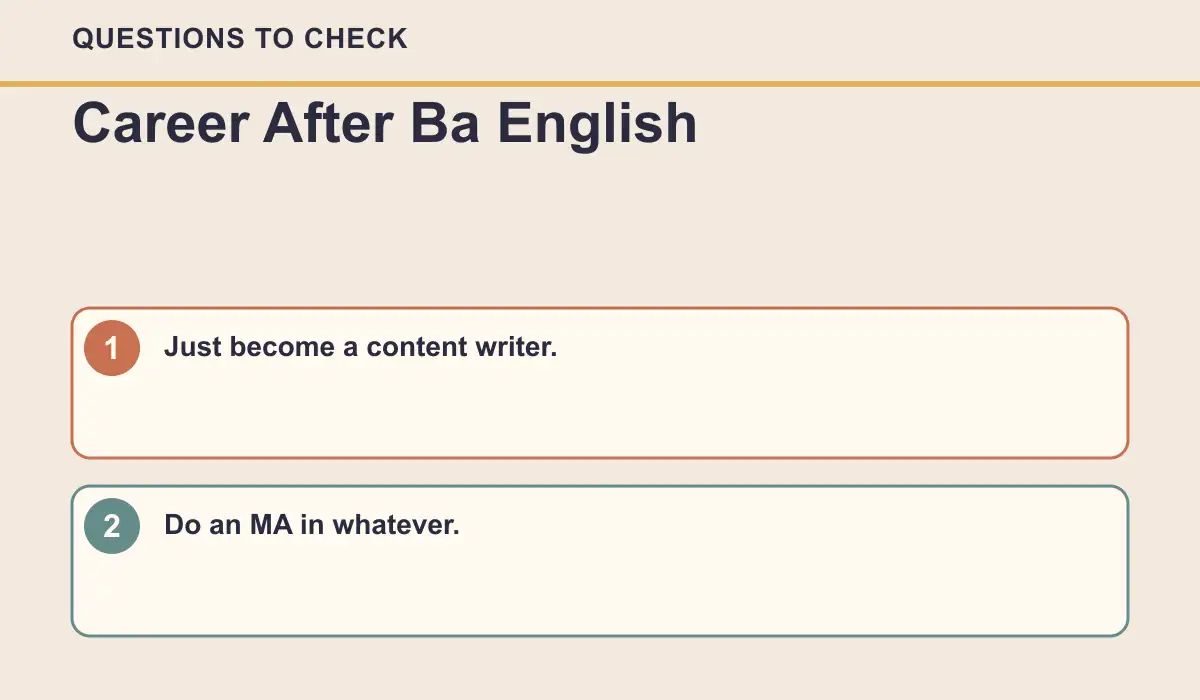 QUESTIONS TO CHECK
Career After Ba English
1
Just become a content writer.
2
Do an MA in whatever.